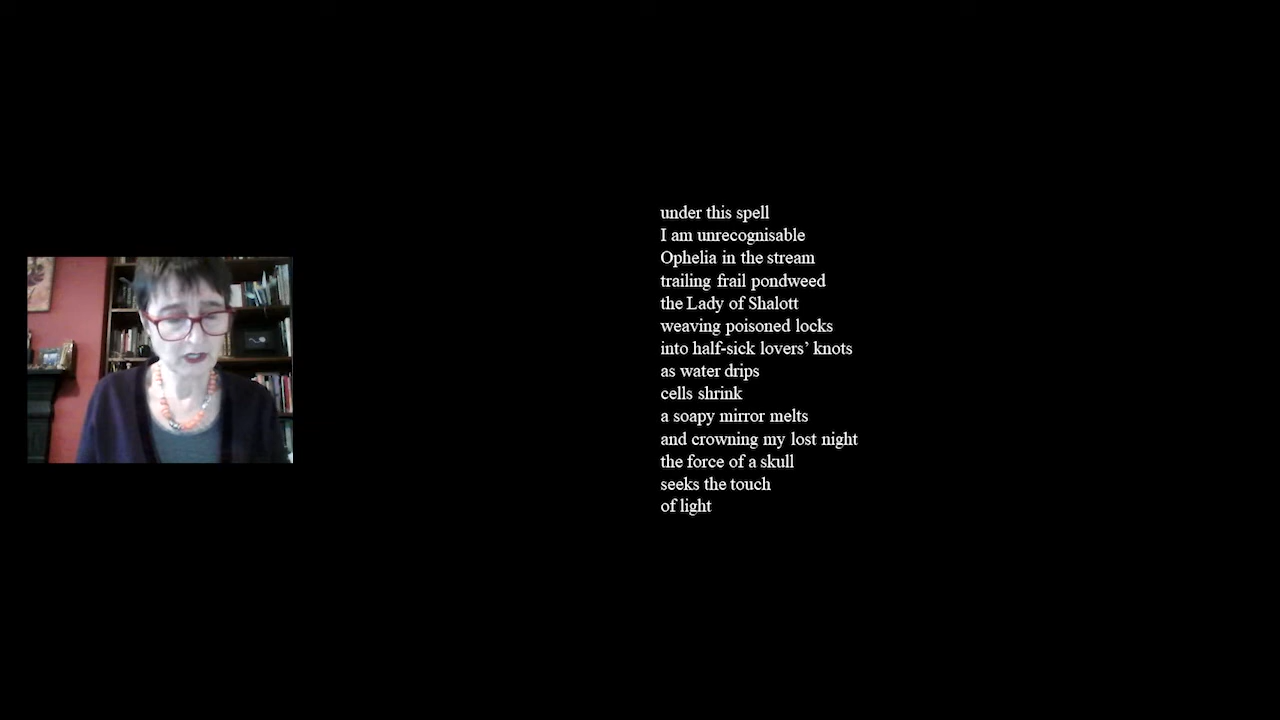 under this spell
I am unrecognisable
Ophelia in the stream
trailing frail pondweed
the Lady of Shalott
weaving poisoned locks
into half-sick lovers’ knots
as water drips
cells shrink
a soapy mirror melts
and crowning my lost night
the force of a skull
seeks the touch
of light